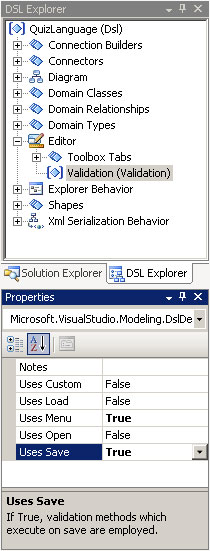 DSL Explorer
QuizLanguage (Dsl)
Connection Builders
Connectors
Diagram
Domain Classes
Domain Relationships
Domain Types
Editor
Toolbox Tabs
Validation (Validation)
Explorer Behavior
Shapes
Xml Serialization Behavior
Solution Explorer DSL Explorer
Properties
Microsoft.VisualStudio.Modeling.DslDe
Notes
Uses Custom False
Uses Load False
Uses Menu True
Uses Open False
Uses Save True
Uses Save
If True, validation methods which
execute on save are employed.